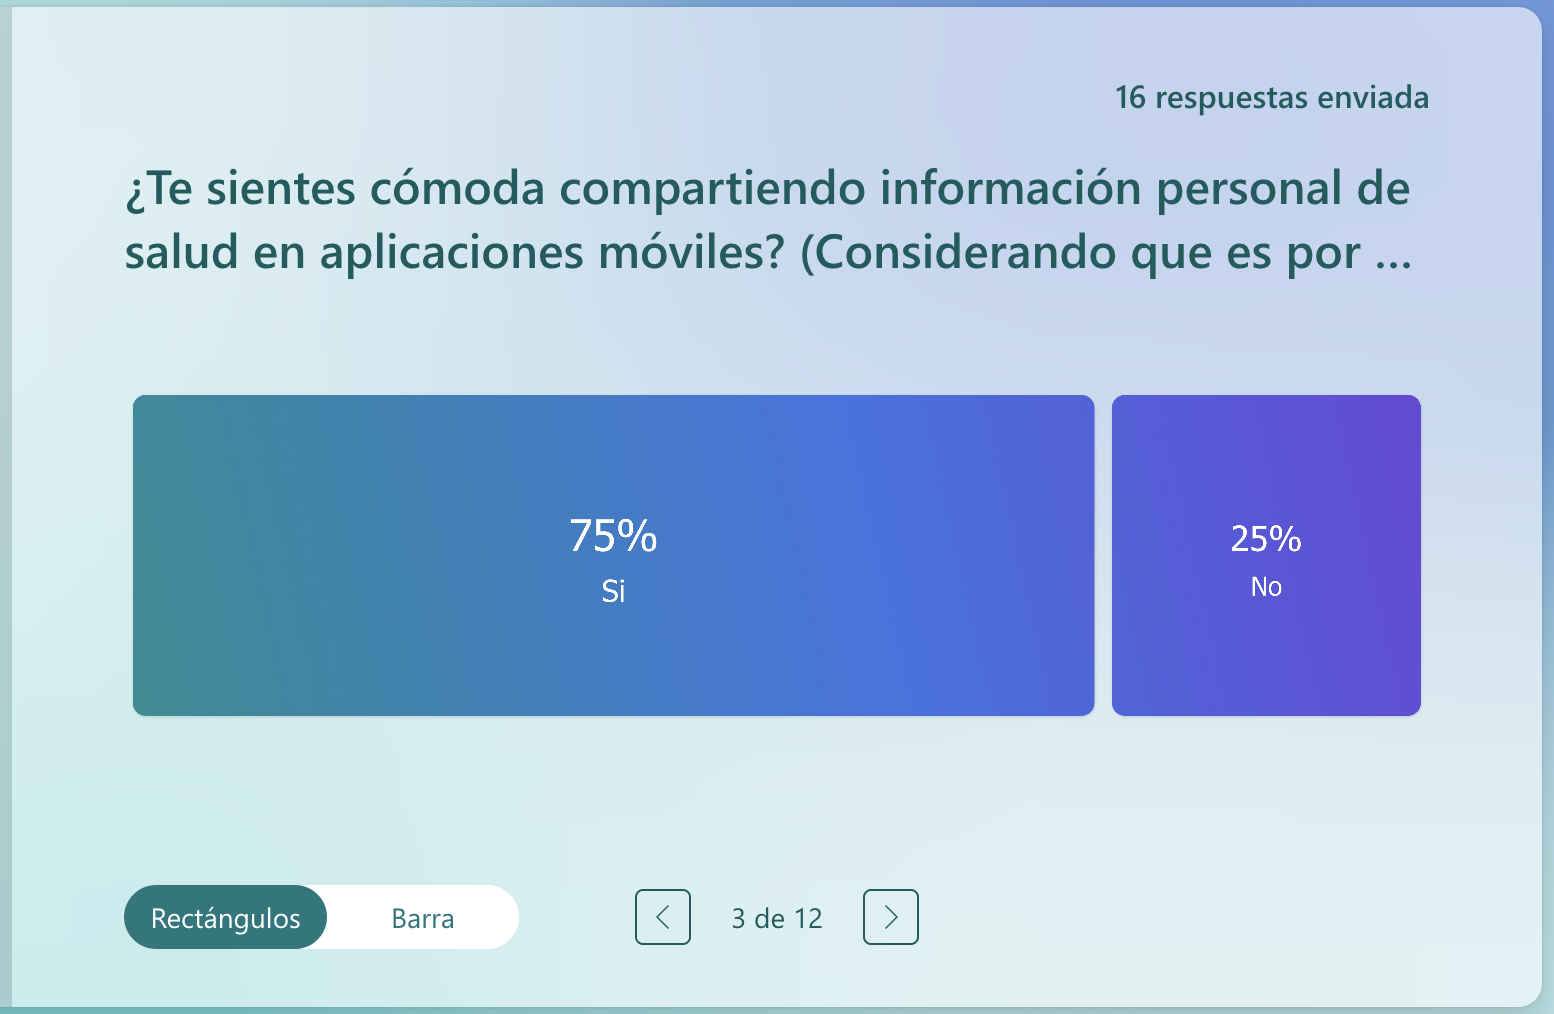 16 respuestas enviada
¿Te sientes cómoda compartiendo información personal de
salud en aplicaciones móviles? (Considerando que es por ...
75%
Si
25%
No
Rectángulos
Barra
3 de 12